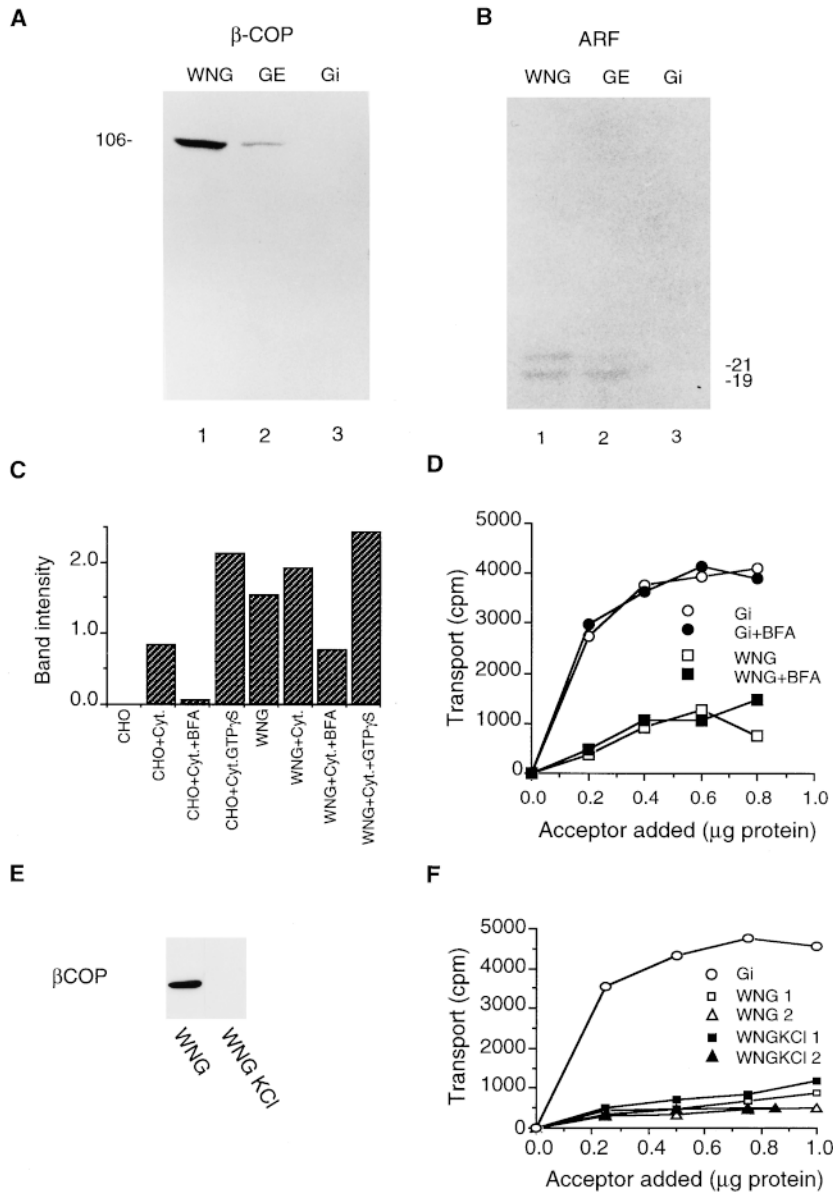 A
β-COP
WNG GE Gi
106-
1 2 3
B
ARF
WNG GE Gi
-21
-19
1 2 3
C
Band intensity
2.0
1.0
0.0
CHO
CHO+Cyt.
CHO+Cyt.+BFA
CHO+Cyt.GTPγS
WNG
WNG+Cyt.
WNG+Cyt.+BFA
WNG+Cyt.+GTPγS
D
Transport (cpm)
5000
4000
3000
2000
1000
0
Gi
Gi+BFA
WNG
WNG+BFA
0.0 0.2 0.4 0.6 0.8 1.0
Acceptor added (μg protein)
E
βCOP
WNG
WNG KCl
F
Transport (cpm)
5000
4000
3000
2000
1000
0
Gi
WNG 1
WNG 2
WNGKCl 1
WNGKCl 2
0.0 0.2 0.4 0.6 0.8 1.0
Acceptor added (μg protein)